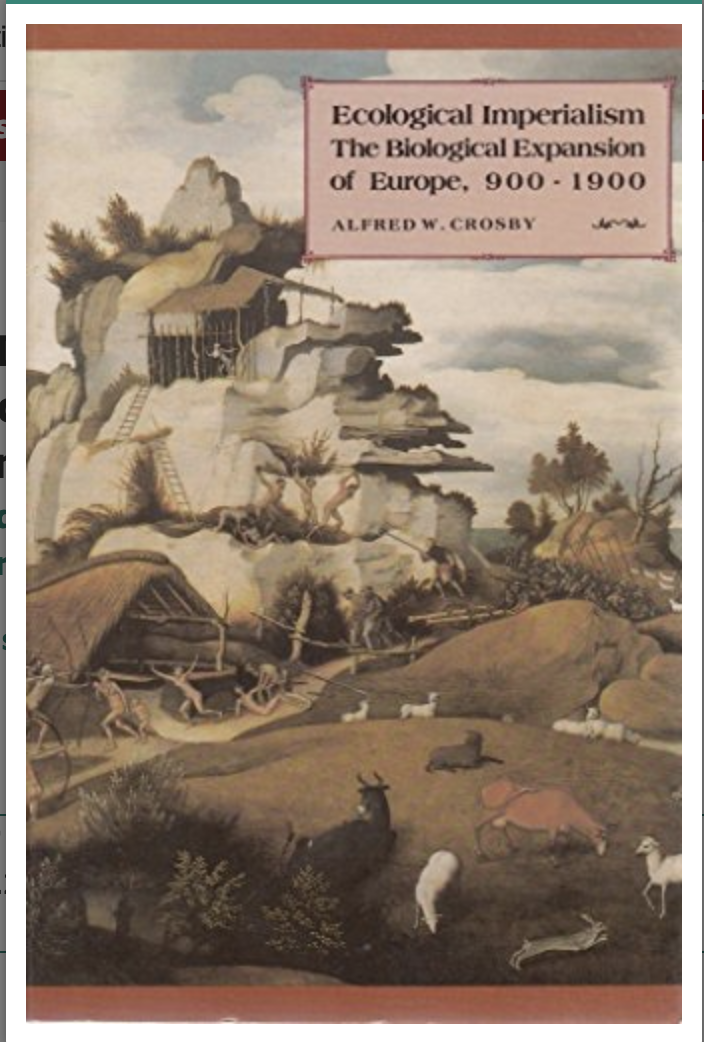 Ecological Imperialism
The Biological Expansion
of Europe, 900 - 1900
ALFRED W. CROSBY